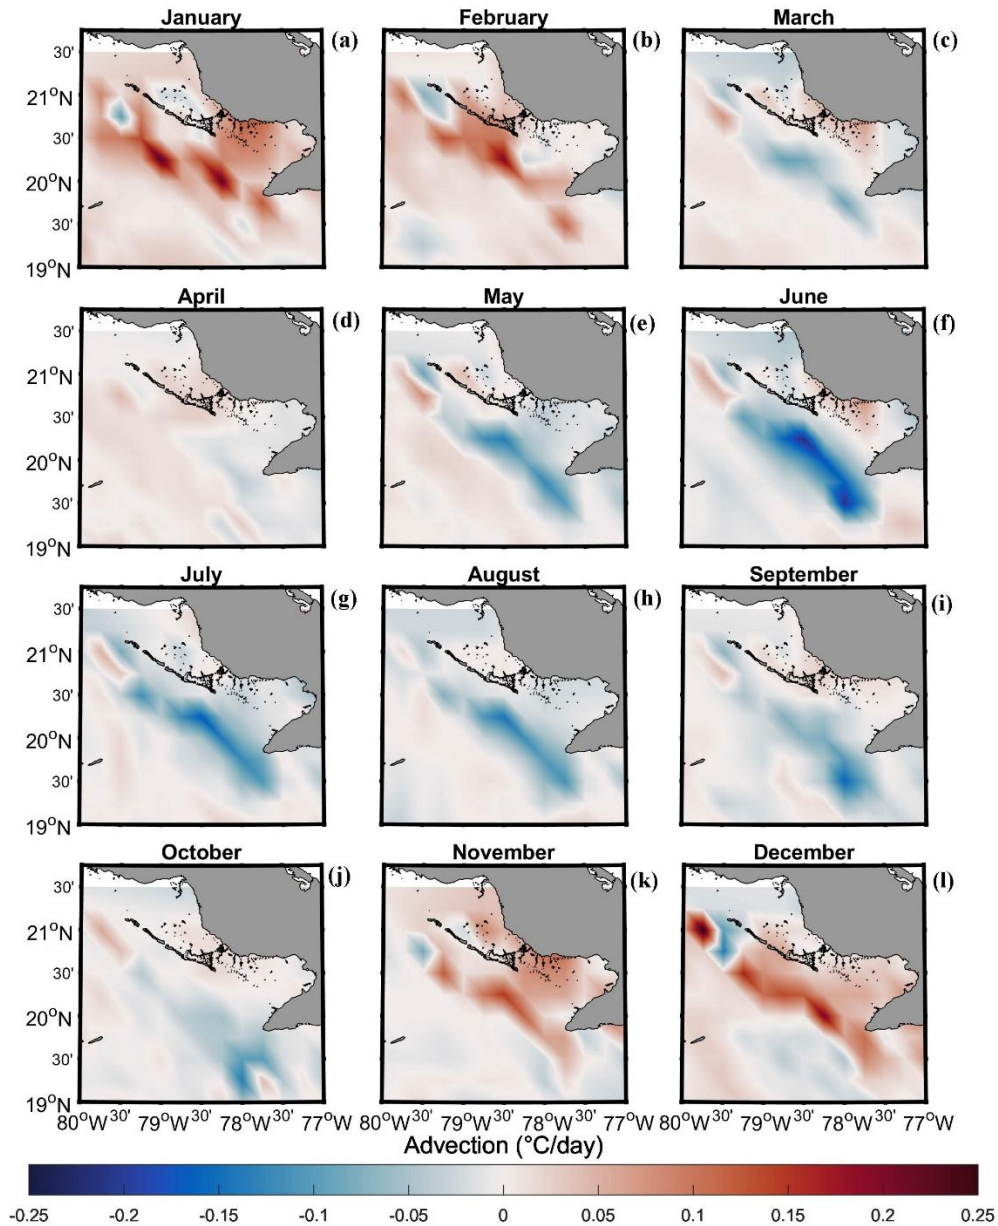 January
February
March
(a)
(b)
(c)
30'
21°N
30'
20°N
30'
19°N
April
May
June
(d)
(e)
(f)
30'
21°N
30'
20°N
30'
19°N
July
August
September
(g)
(h)
(i)
30'
21°N
30'
20°N
30'
19°N
October
November
December
(j)
(k)
(l)
30'
21°N
30'
20°N
30'
19°N
80°W 30' 79°W 30' 78°W 30' 77°W 80°W 30' 79°W 30' 78°W 30' 77°W 80°W 30' 79°W 30' 78°W 30' 77°W
Advection (°C/day)
-0.25 -0.2 -0.15 -0.1 -0.05 0 0.05 0.1 0.15 0.2 0.25